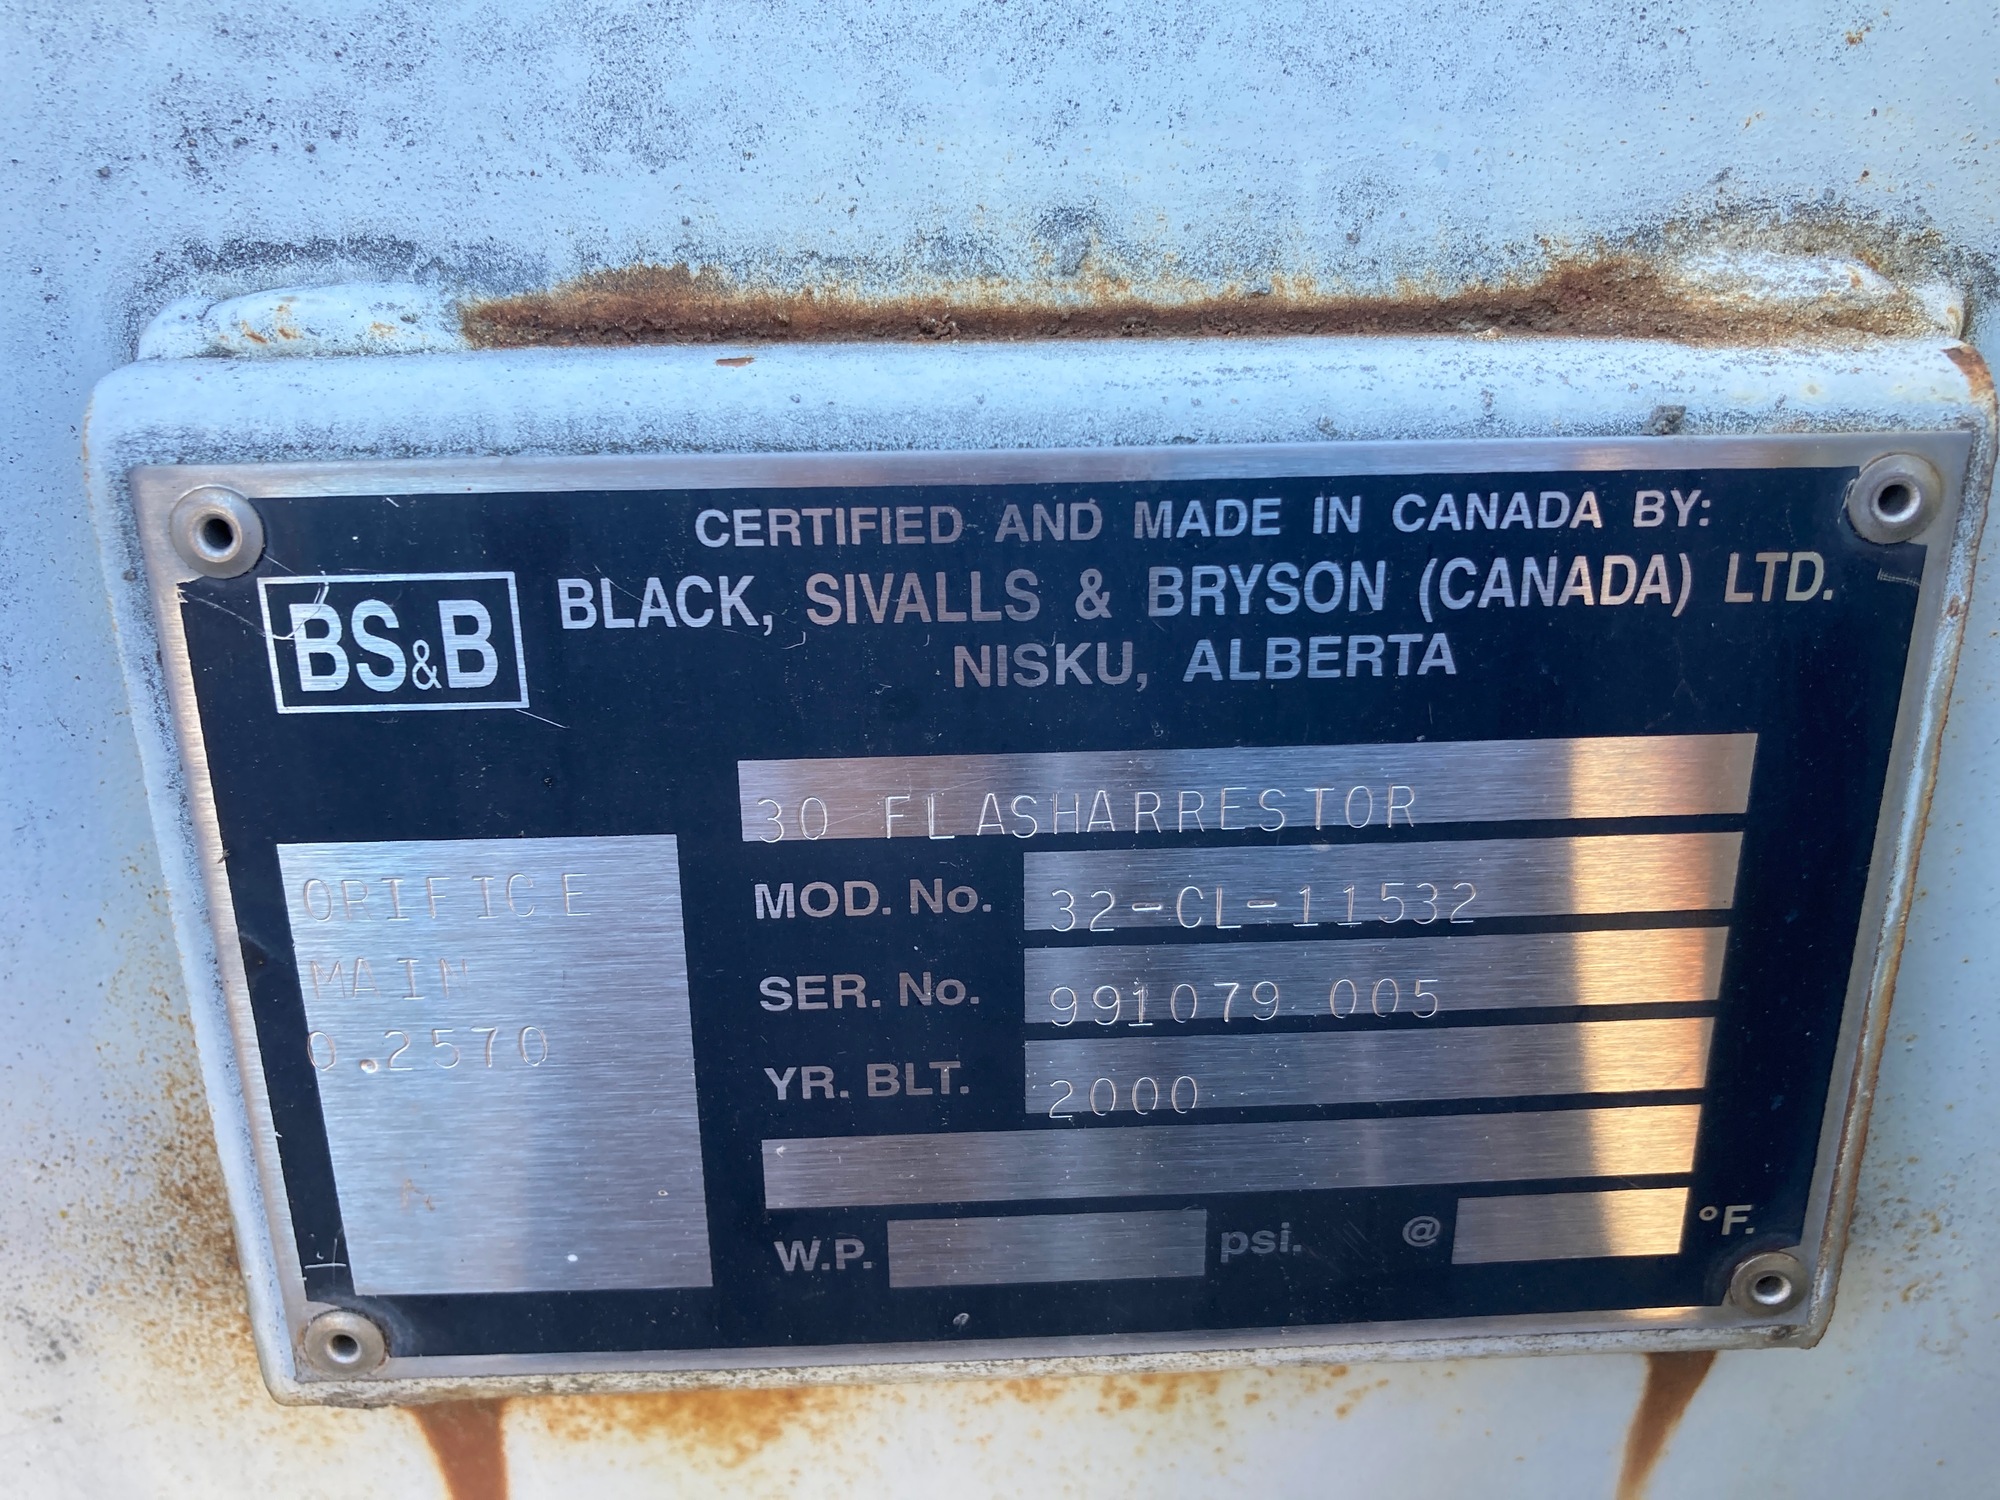 CERTIFIED AND MADE IN CANADA BY:
BS&B
BLACK, SIVALLS & BRYSON (CANADA) LTD.
NISKU, ALBERTA
30 FLASHARRESTOR
ORIFICE
MAIN
0.2570
MOD. No. 32-CL-11532
SER. No. 991079 005
YR. BLT. 2000
W.P. psi. @ °F.